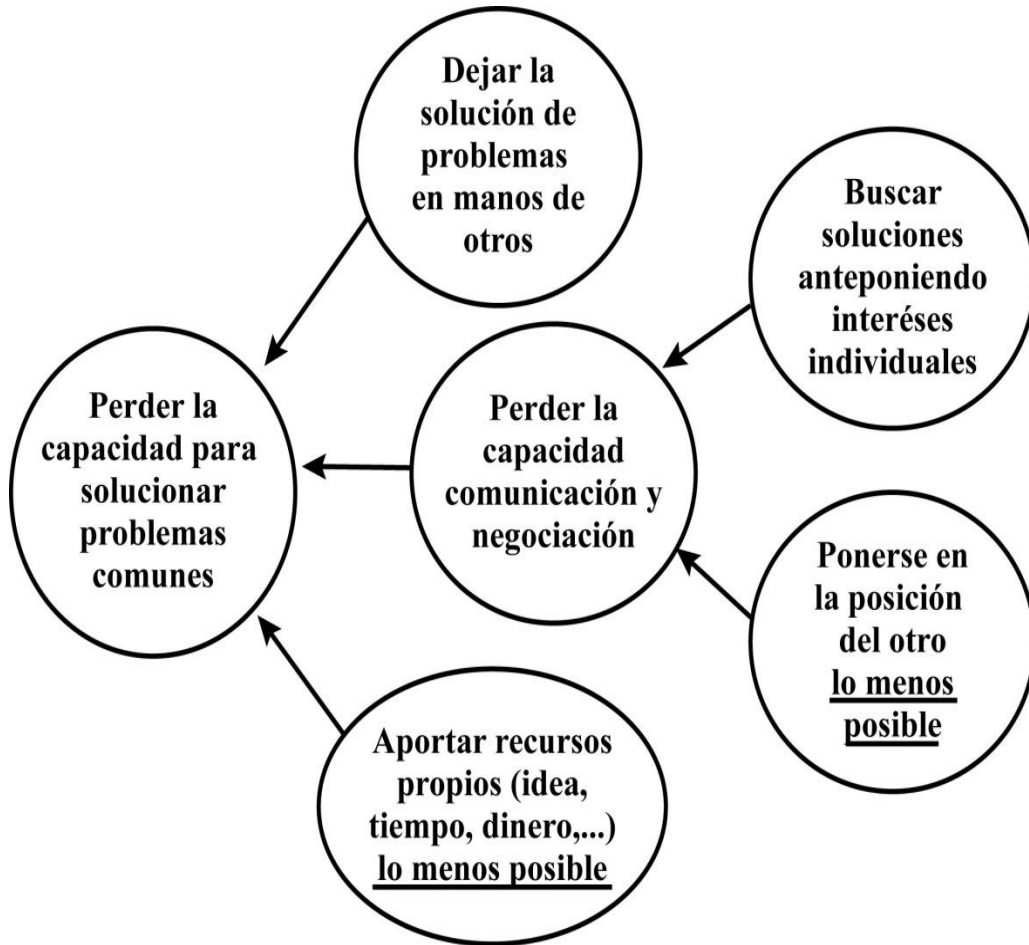 Dejar la
solución de
problemas
en manos de
otros
Buscar
soluciones
anteponiendo
interéses
individuales
Perder la
capacidad para
solucionar
problemas
comunes
Perder la
capacidad
comunicación y
negociación
Ponerse en
la posición
del otro
lo menos
posible
Aportar recursos
propios (idea,
tiempo, dinero,...)
lo menos posible